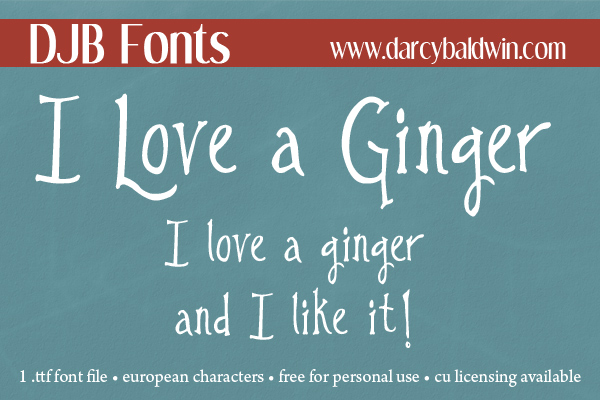 DJB Fonts
www.darcybaldwin.com
I Love a Ginger
I love a ginger
and I like it!
1 .ttf font file • european characters • free for personal use • cu licensing available